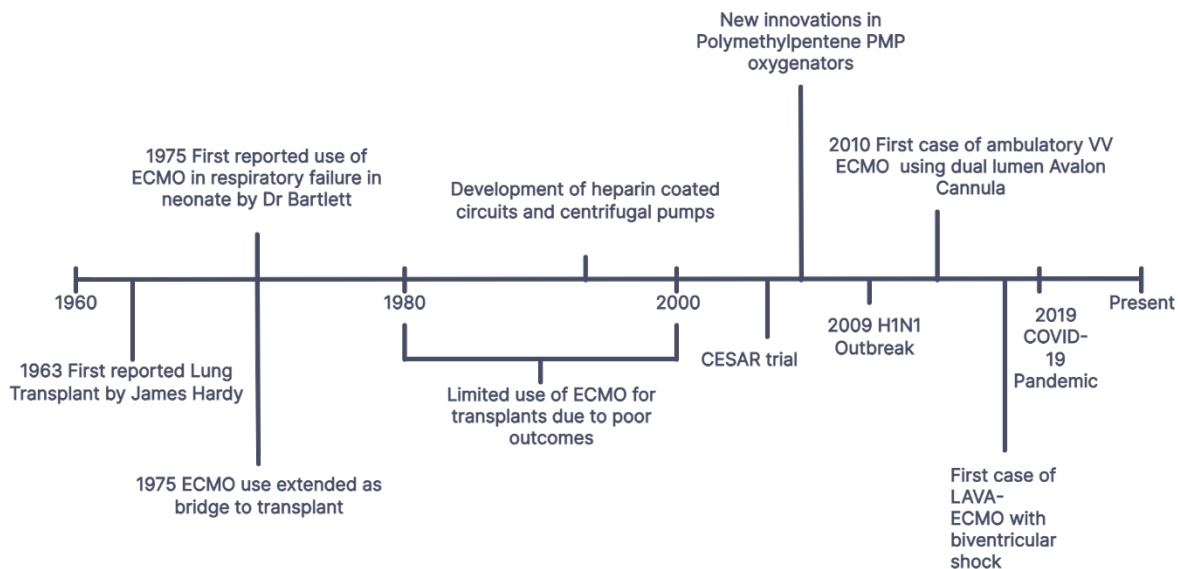 New innovations in
Polymethylpentene PMP
oxygenators
1975 First reported use of
ECMO in respiratory failure in
neonate by Dr Bartlett
Development of heparin coated
circuits and centrifugal pumps
2010 First case of ambulatory VV
ECMO using dual lumen Avalon
Cannula
1960
1980
2000
Present
1963 First reported Lung
Transplant by James Hardy
1975 ECMO use extended as
bridge to transplant
Limited use of ECMO for
transplants due to poor
outcomes
CESAR trial
2009 H1N1
Outbreak
2019
COVID-
19
Pandemic
First case of
LAVA-
ECMO with
biventricular
shock